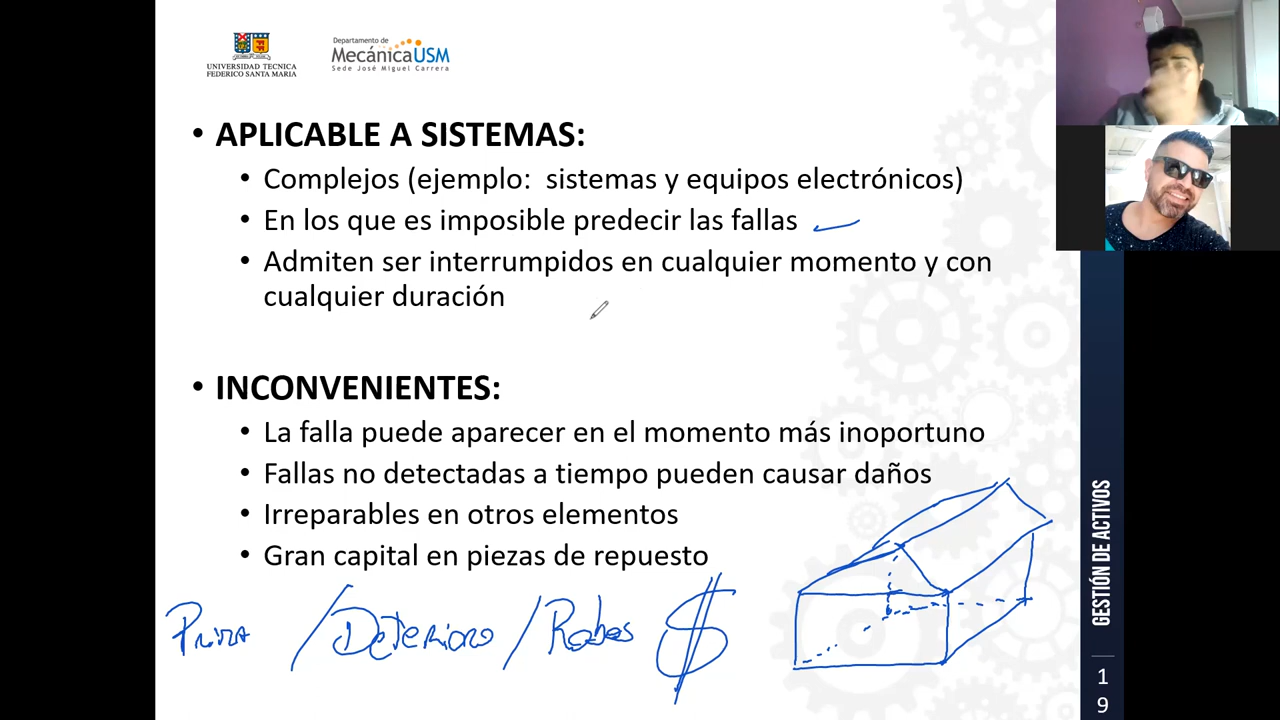 UNIVERSIDAD TECNICA
FEDERICO SANTA MARIA
Departamento de
MecánicaUSM
Sede José Miguel Carrera
• APLICABLE A SISTEMAS:
• Complejos (ejemplo: sistemas y equipos electrónicos)
• En los que es imposible predecir las fallas
• Admiten ser interrumpidos en cualquier momento y con
cualquier duración
• INCONVENIENTES:
• La falla puede aparecer en el momento más inoportuno
• Fallas no detectadas a tiempo pueden causar daños
• Irreparables en otros elementos
• Gran capital en piezas de repuesto
/ Deterioro / Robos $
GESTIÓN DE ACTIVOS
1
9